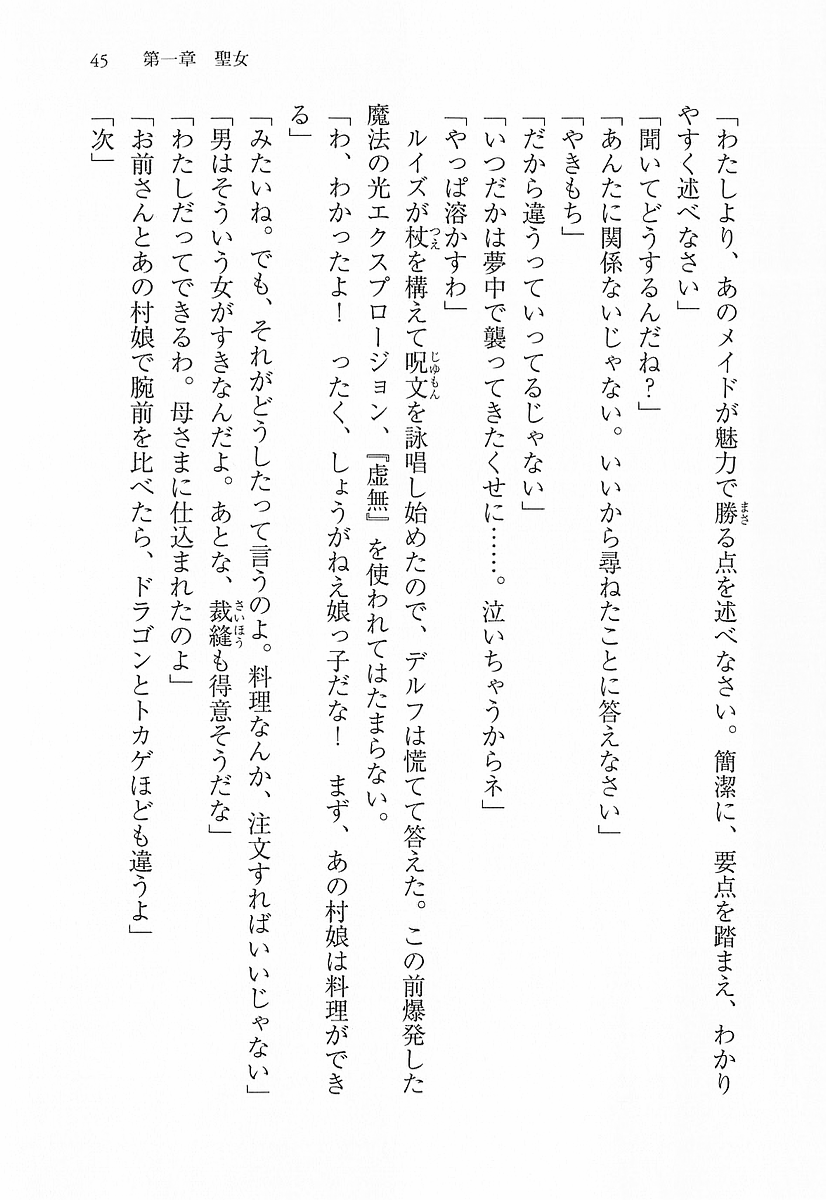 45　第一章　聖女
「わたしより、あのメイドが魅力で勝る点を述べなさい。簡潔に、要点を踏まえ、わかり
やすく述べなさい」
「聞いてどうするんだね？」
「あんたに関係ないじゃない。いいから尋ねたことに答えなさい」
「やきもち」
「だから違うっていってるじゃない」
「いつだかは夢中で襲ってきたくせに……。泣いちゃうからネ」
「やっぱ溶かすわ」
　ルイズが杖を構えて呪文を詠唱し始めたので、デルフは慌てて答えた。この前爆発した
魔法の光エクスプロージョン、『虚無』を使われてはたまらない。
「わ、わかったよ！　ったく、しょうがねえ娘っ子だな！　まず、あの村娘は料理ができ
る」
「みたいね。でも、それがどうしたって言うのよ。料理なんか、注文すればいいじゃない」
「男はそういう女がすきなんだよ。あとな、裁縫も得意そうだな」
「わたしだってできるわ。母さまに仕込まれたのよ」
「お前さんとあの村娘で腕前を比べたら、ドラゴンとトカゲほども違うよ」
「次」